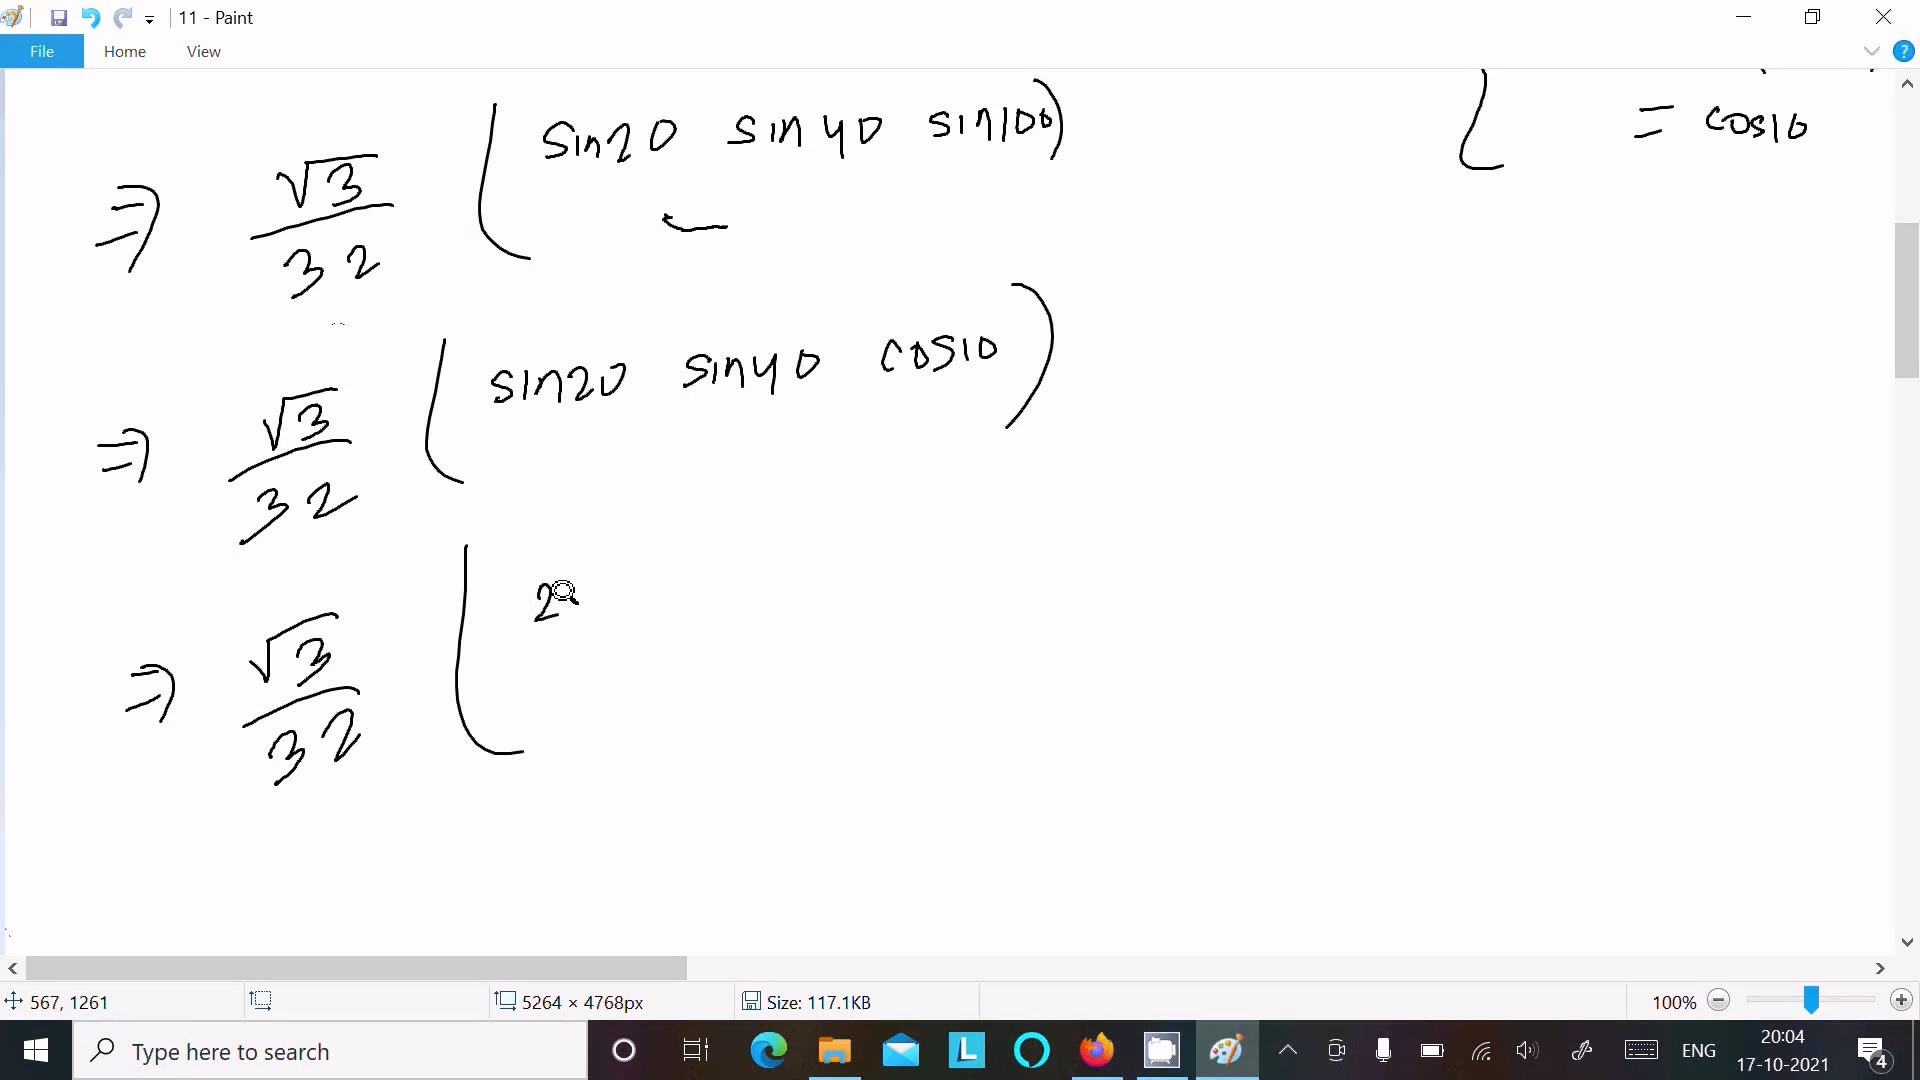 11 - Paint
File Home View
⇒ √3/32 ( sin20 sin40 sin100 )
= cos10
⇒ √3/32 ( sin20 sin40 cos10 )
⇒ √3/32 ( 2
567, 1261 5264 × 4768px Size: 117.1KB 100%
Type here to search L ENG 20:04
17-10-2021 4